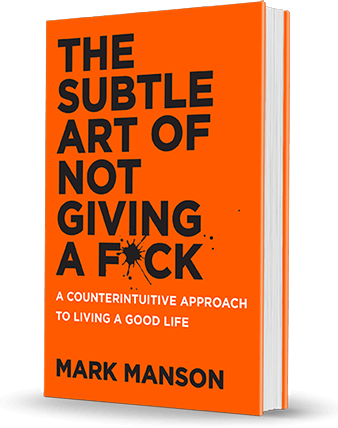 THE
SUBTLE
ART OF
NOT
GIVING
A F*CK
A COUNTERINTUITIVE APPROACH
TO LIVING A GOOD LIFE
MARK MANSON